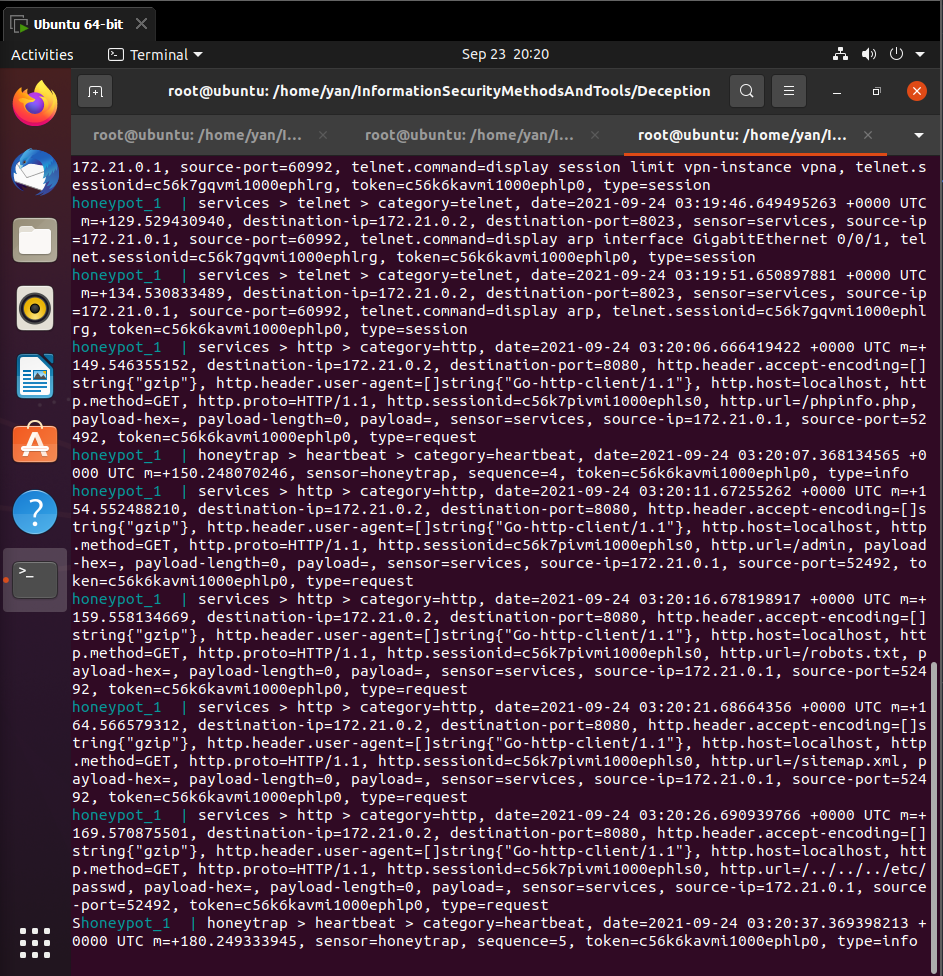 Ubuntu 64-bit
Activities
Terminal
Sep 23 20:20
root@ubuntu: /home/yan/InformationSecurityMethodsAndTools/Deception
root@ubuntu: /home/yan/I...
root@ubuntu: /home/yan/I...
root@ubuntu: /home/yan/I...
172.21.0.1, source-port=60992, telnet.command=display session limit vpn-instance vpna, telnet.s
essionid=c56k7gqvmi1000ephlrg, token=c56k6kavmi1000ephlp0, type=session
honeypot_1  | services > telnet > category=telnet, date=2021-09-24 03:19:46.649495263 +0000 UTC
 m=+129.529430940, destination-ip=172.21.0.2, destination-port=8023, sensor=services, source-ip
=172.21.0.1, source-port=60992, telnet.command=display arp interface GigabitEthernet 0/0/1, tel
net.sessionid=c56k7gqvmi1000ephlrg, token=c56k6kavmi1000ephlp0, type=session
honeypot_1  | services > telnet > category=telnet, date=2021-09-24 03:19:51.650897881 +0000 UTC
 m=+134.530833489, destination-ip=172.21.0.2, destination-port=8023, sensor=services, source-ip
=172.21.0.1, source-port=60992, telnet.command=display arp, telnet.sessionid=c56k7gqvmi1000ephl
rg, token=c56k6kavmi1000ephlp0, type=session
honeypot_1  | services > http > category=http, date=2021-09-24 03:20:06.666419422 +0000 UTC m=+
149.546355152, destination-ip=172.21.0.2, destination-port=8080, http.header.accept-encoding=[]
string{"gzip"}, http.header.user-agent=[]string{"Go-http-client/1.1"}, http.host=localhost, htt
p.method=GET, http.proto=HTTP/1.1, http.sessionid=c56k7pivmi1000ephls0, http.url=/phpinfo.php, 
payload-hex=, payload-length=0, payload=, sensor=services, source-ip=172.21.0.1, source-port=52
492, token=c56k6kavmi1000ephlp0, type=request
honeypot_1  | honeytrap > heartbeat > category=heartbeat, date=2021-09-24 03:20:07.368134565 +0
000 UTC m=+150.248070246, sensor=honeytrap, sequence=4, token=c56k6kavmi1000ephlp0, type=info
honeypot_1  | services > http > category=http, date=2021-09-24 03:20:11.67255262 +0000 UTC m=+1
54.552488210, destination-ip=172.21.0.2, destination-port=8080, http.header.accept-encoding=[]s
tring{"gzip"}, http.header.user-agent=[]string{"Go-http-client/1.1"}, http.host=localhost, http
.method=GET, http.proto=HTTP/1.1, http.sessionid=c56k7pivmi1000ephls0, http.url=/admin, payload
-hex=, payload-length=0, payload=, sensor=services, source-ip=172.21.0.1, source-port=52492, to
ken=c56k6kavmi1000ephlp0, type=request
honeypot_1  | services > http > category=http, date=2021-09-24 03:20:16.678198917 +0000 UTC m=+
159.558134669, destination-ip=172.21.0.2, destination-port=8080, http.header.accept-encoding=[]
string{"gzip"}, http.header.user-agent=[]string{"Go-http-client/1.1"}, http.host=localhost, htt
p.method=GET, http.proto=HTTP/1.1, http.sessionid=c56k7pivmi1000ephls0, http.url=/robots.txt, p
ayload-hex=, payload-length=0, payload=, sensor=services, source-ip=172.21.0.1, source-port=524
92, token=c56k6kavmi1000ephlp0, type=request
honeypot_1  | services > http > category=http, date=2021-09-24 03:20:21.68664356 +0000 UTC m=+1
64.566579312, destination-ip=172.21.0.2, destination-port=8080, http.header.accept-encoding=[]s
tring{"gzip"}, http.header.user-agent=[]string{"Go-http-client/1.1"}, http.host=localhost, http
.method=GET, http.proto=HTTP/1.1, http.sessionid=c56k7pivmi1000ephls0, http.url=/sitemap.xml, p
ayload-hex=, payload-length=0, payload=, sensor=services, source-ip=172.21.0.1, source-port=524
92, token=c56k6kavmi1000ephlp0, type=request
honeypot_1  | services > http > category=http, date=2021-09-24 03:20:26.690939766 +0000 UTC m=+
169.570875501, destination-ip=172.21.0.2, destination-port=8080, http.header.accept-encoding=[]
string{"gzip"}, http.header.user-agent=[]string{"Go-http-client/1.1"}, http.host=localhost, htt
p.method=GET, http.proto=HTTP/1.1, http.sessionid=c56k7pivmi1000ephls0, http.url=/../../../etc/
passwd, payload-hex=, payload-length=0, payload=, sensor=services, source-ip=172.21.0.1, source
-port=52492, token=c56k6kavmi1000ephlp0, type=request
Shoneypot_1  | honeytrap > heartbeat > category=heartbeat, date=2021-09-24 03:20:37.369398213 +
0000 UTC m=+180.249333945, sensor=honeytrap, sequence=5, token=c56k6kavmi1000ephlp0, type=info